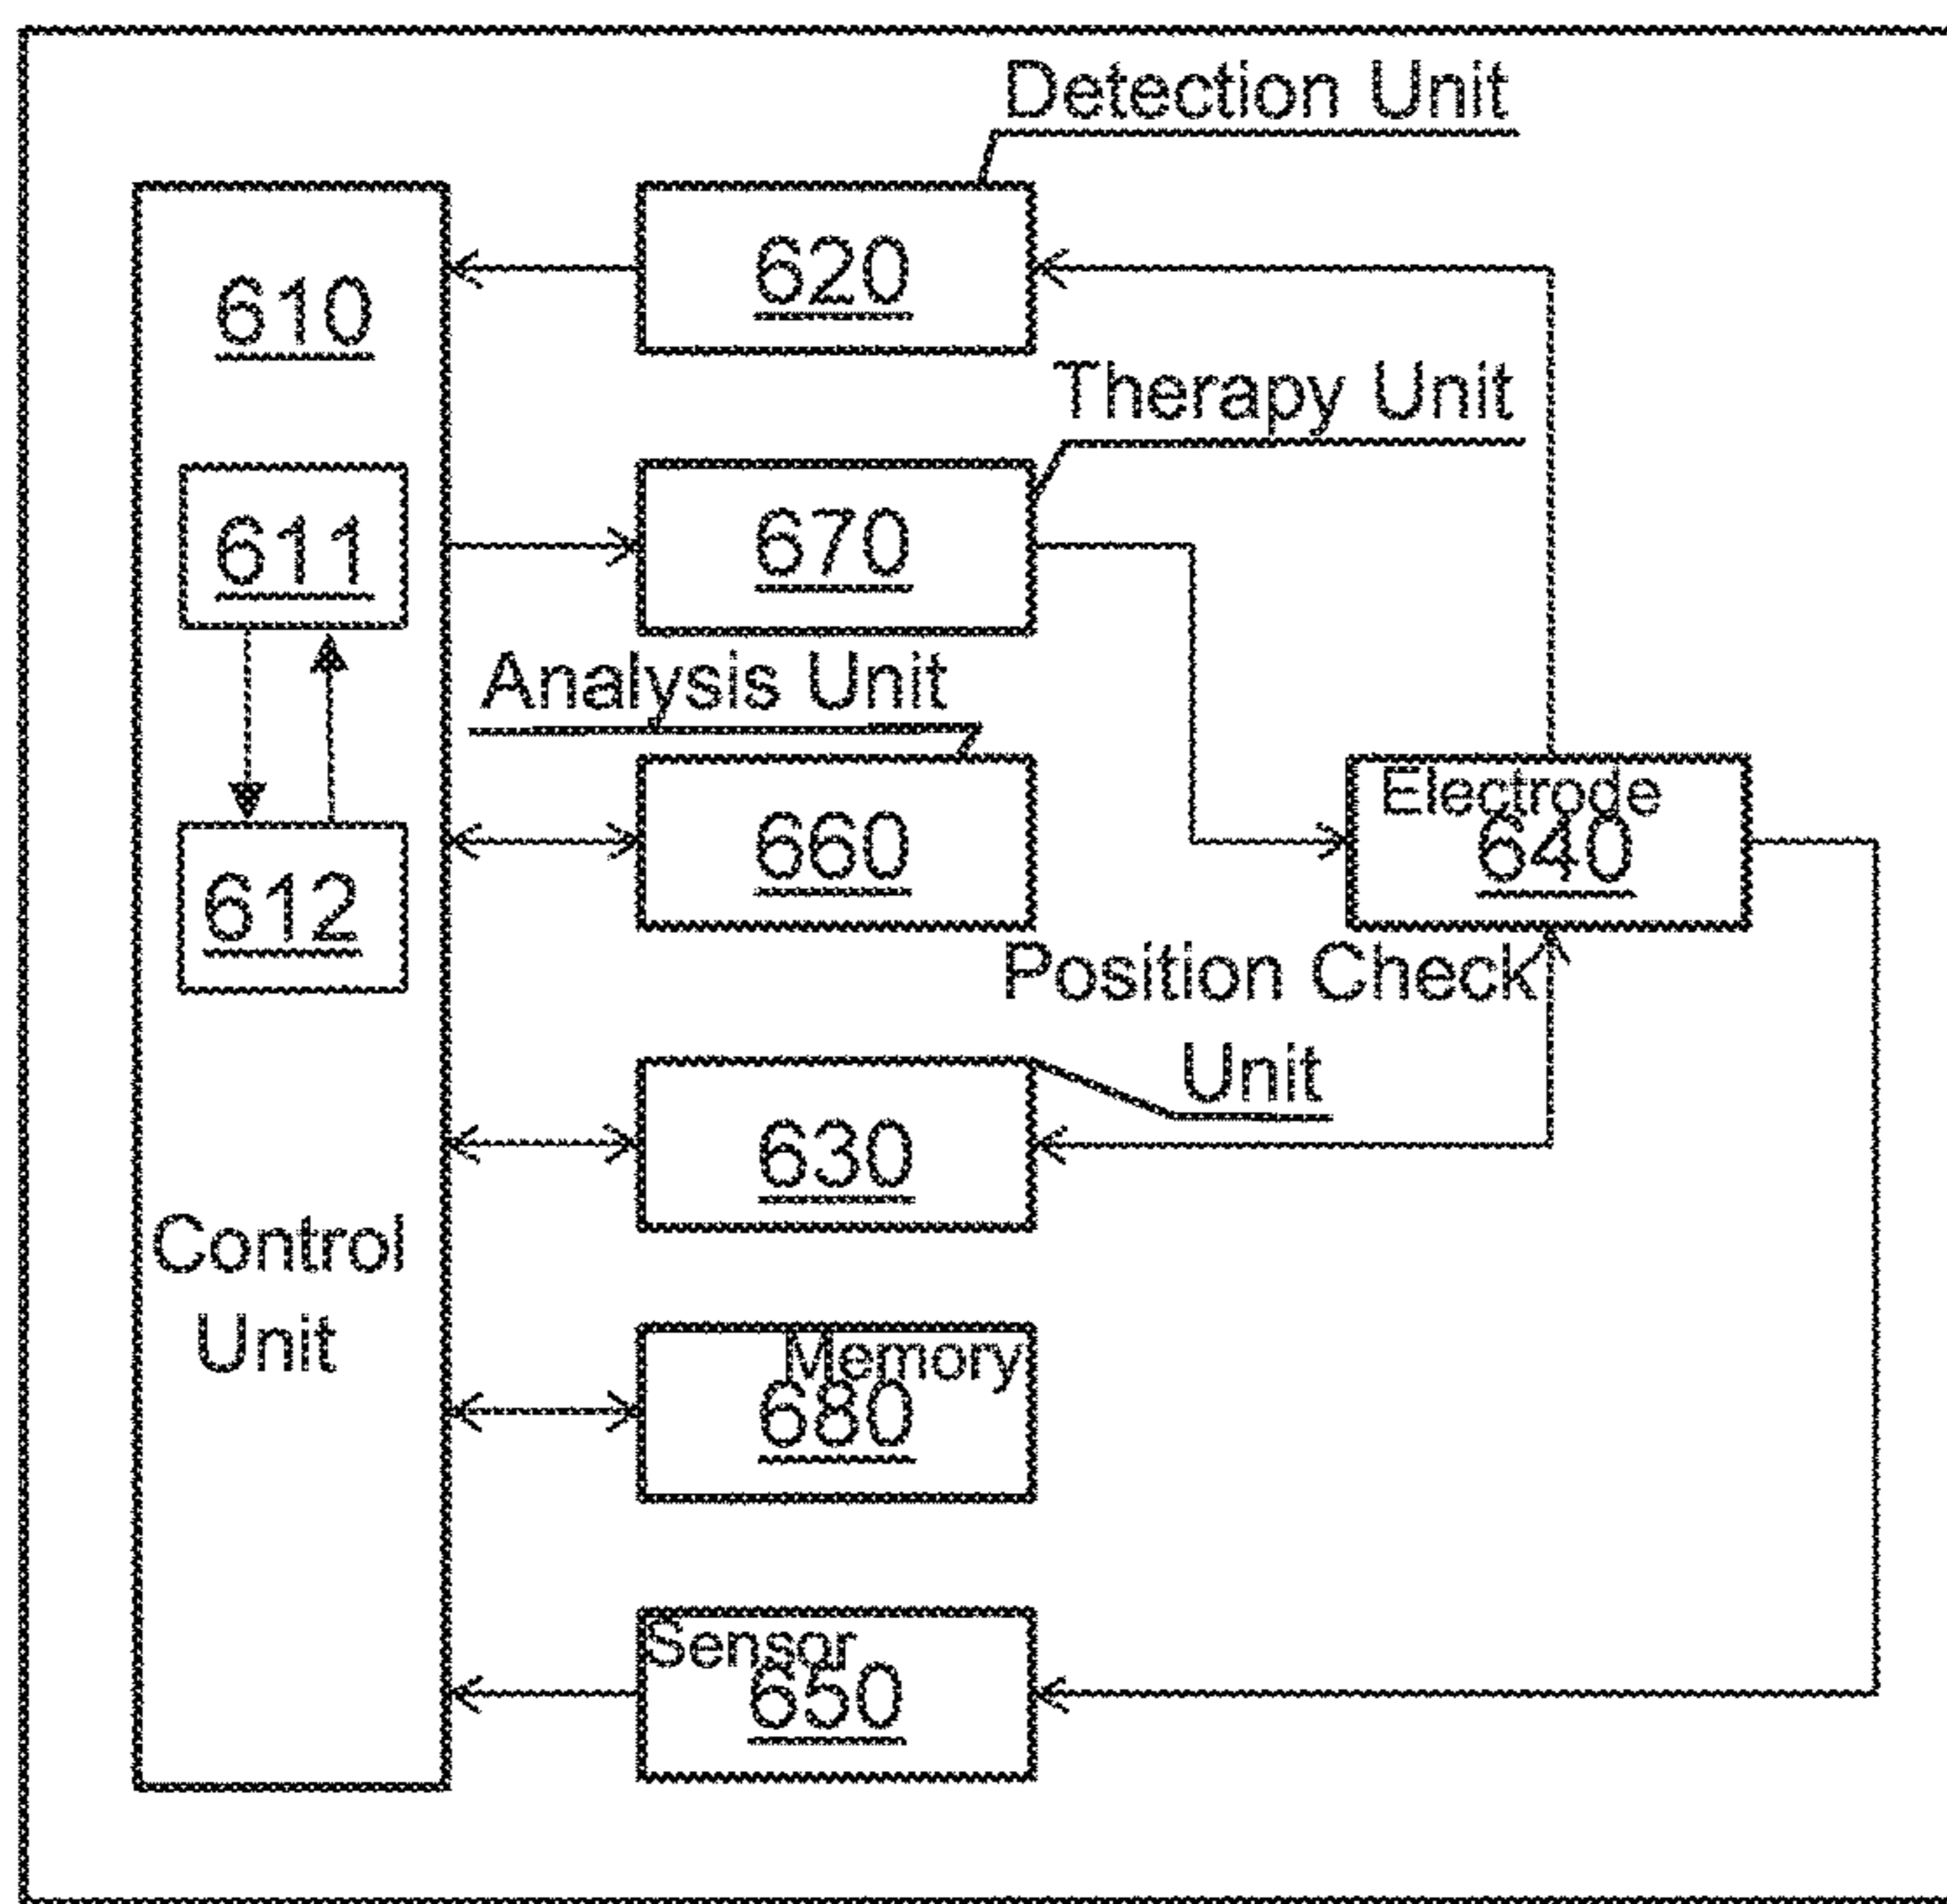 Detection Unit
620
610
Therapy Unit
670
611
Analysis Unit
660
Electrode
640
612
Position Check
Unit
630
Control
Unit
Memory
680
Sensor
650